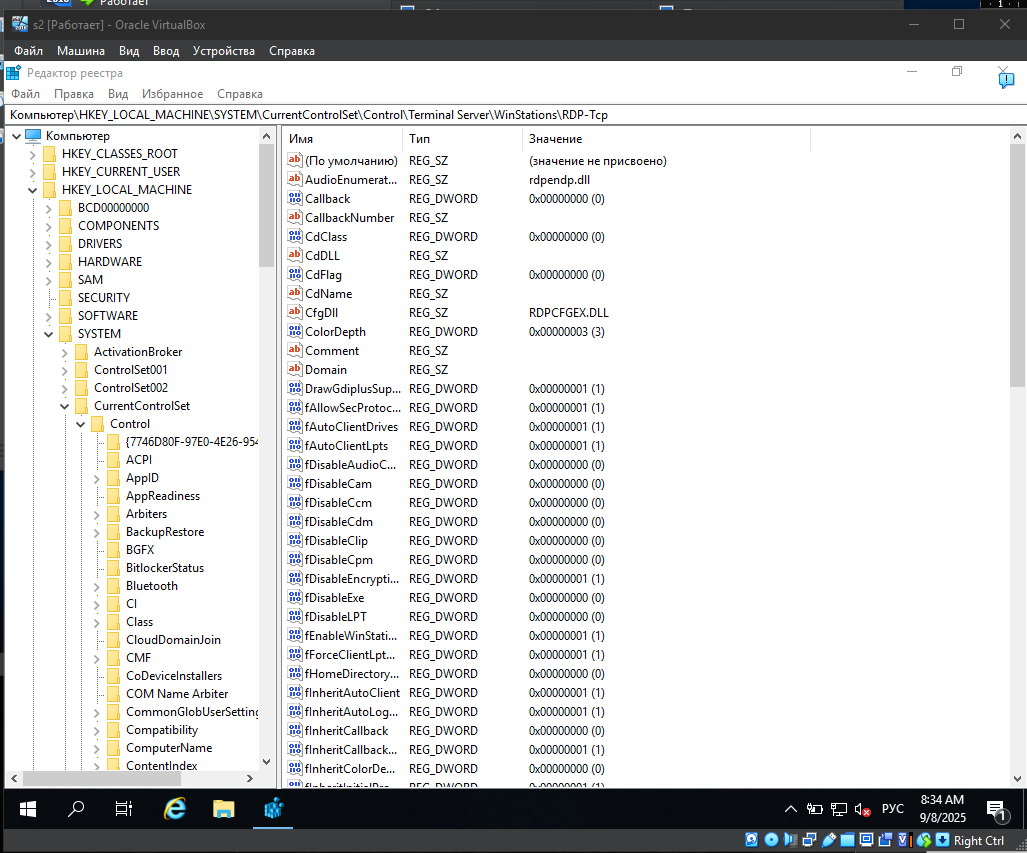 Работает
s2 [Работает] - Oracle VirtualBox
Файл Машина Вид Ввод Устройства Справка
Редактор реестра
Файл Правка Вид Избранное Справка
Компьютер\HKEY_LOCAL_MACHINE\SYSTEM\CurrentControlSet\Control\Terminal Server\WinStations\RDP-Tcp
Компьютер
HKEY_CLASSES_ROOT
HKEY_CURRENT_USER
HKEY_LOCAL_MACHINE
BCD00000000
COMPONENTS
DRIVERS
HARDWARE
SAM
SECURITY
SOFTWARE
SYSTEM
ActivationBroker
ControlSet001
ControlSet002
CurrentControlSet
Control
{7746D80F-97E0-4E26-954
ACPI
AppID
AppReadiness
Arbiters
BackupRestore
BGFX
BitlockerStatus
Bluetooth
CI
Class
CloudDomainJoin
CMF
CoDeviceInstallers
COM Name Arbiter
CommonGlobUserSetting
Compatibility
ComputerName
ContentIndex
Имя Тип Значение
(По умолчанию) REG_SZ (значение не присвоено)
AudioEnumerat... REG_SZ rdpendp.dll
Callback REG_DWORD 0x00000000 (0)
CallbackNumber REG_SZ
CdClass REG_DWORD 0x00000000 (0)
CdDLL REG_SZ
CdFlag REG_DWORD 0x00000000 (0)
CdName REG_SZ
CfgDll REG_SZ RDPCFGEX.DLL
ColorDepth REG_DWORD 0x00000003 (3)
Comment REG_SZ
Domain REG_SZ
DrawGdiplusSup... REG_DWORD 0x00000001 (1)
fAllowSecProtoc... REG_DWORD 0x00000001 (1)
fAutoClientDrives REG_DWORD 0x00000001 (1)
fAutoClientLpts REG_DWORD 0x00000001 (1)
fDisableAudioC... REG_DWORD 0x00000000 (0)
fDisableCam REG_DWORD 0x00000000 (0)
fDisableCcm REG_DWORD 0x00000000 (0)
fDisableCdm REG_DWORD 0x00000000 (0)
fDisableClip REG_DWORD 0x00000000 (0)
fDisableCpm REG_DWORD 0x00000000 (0)
fDisableEncrypti... REG_DWORD 0x00000001 (1)
fDisableExe REG_DWORD 0x00000000 (0)
fDisableLPT REG_DWORD 0x00000000 (0)
fEnableWinStati... REG_DWORD 0x00000001 (1)
fForceClientLpt... REG_DWORD 0x00000001 (1)
fHomeDirectory... REG_DWORD 0x00000000 (0)
fInheritAutoClient REG_DWORD 0x00000001 (1)
fInheritAutoLog... REG_DWORD 0x00000001 (1)
fInheritCallback REG_DWORD 0x00000000 (0)
fInheritCallback... REG_DWORD 0x00000001 (1)
fInheritColorDe... REG_DWORD 0x00000000 (0)
fInheritInitialPro... REG_DWORD 0x00000001 (1)
РУС
8:34 AM
9/8/2025
1
Right Ctrl